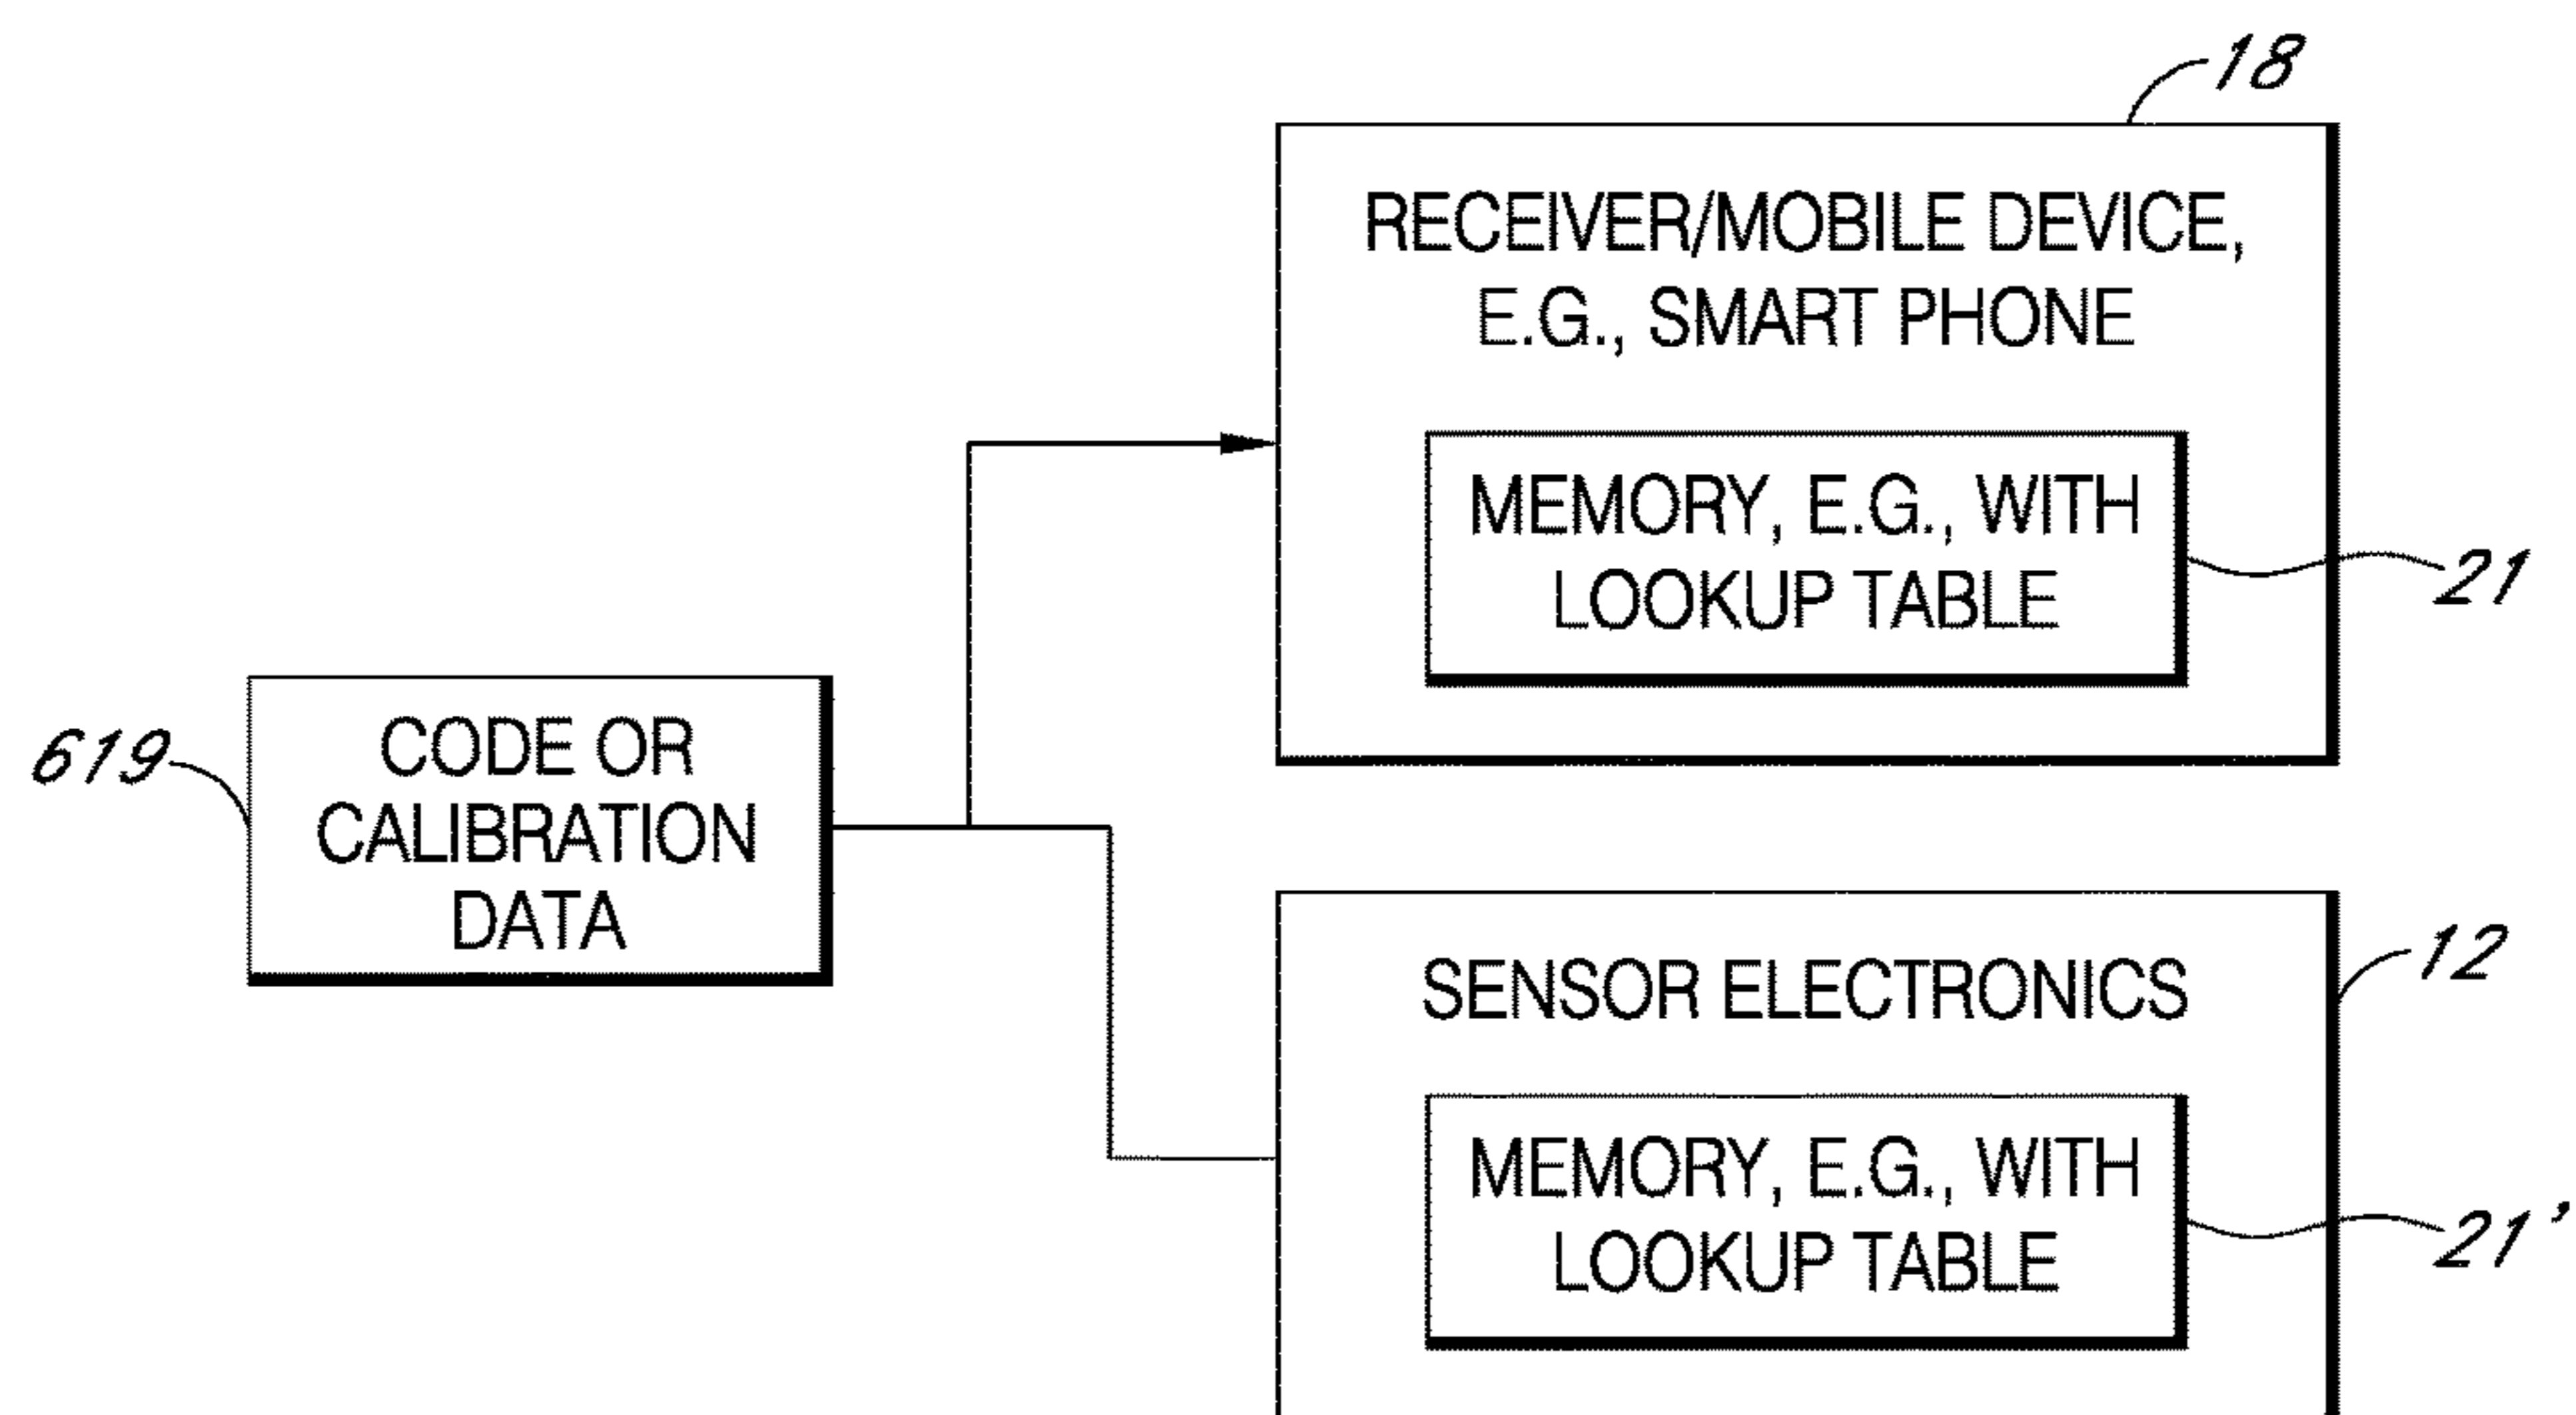 18
RECEIVER/MOBILE DEVICE,
E.G., SMART PHONE
MEMORY, E.G., WITH
LOOKUP TABLE
21
619
CODE OR
CALIBRATION
DATA
SENSOR ELECTRONICS
12
MEMORY, E.G., WITH
LOOKUP TABLE
21'